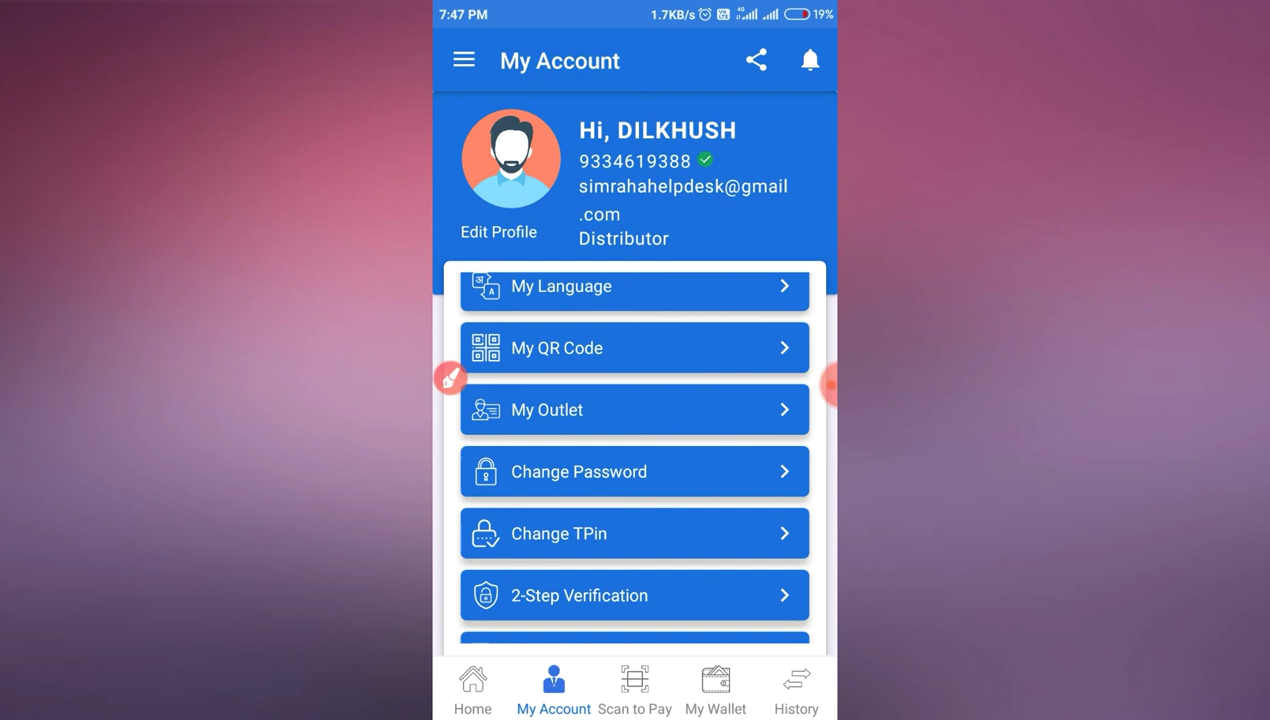 7:47 PM 1.7KB/s 4G 19%
My Account
Hi, DILKHUSH
9334619388
simrahahelpdesk@gmail
.com
Edit Profile
Distributor
अ A My Language
My QR Code
My Outlet
Change Password
Change TPin
2-Step Verification
Home My Account Scan to Pay My Wallet History